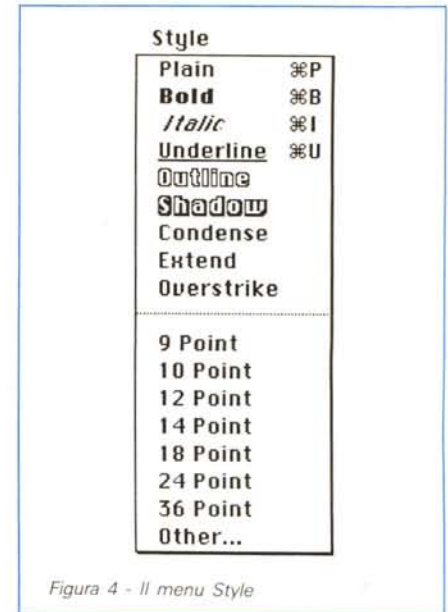 Style
Plain ⌘P
Bold ⌘B
Italic ⌘I
Underline ⌘U
Outline
Shadow
Condense
Extend
Overstrike
9 Point
10 Point
12 Point
14 Point
18 Point
24 Point
36 Point
Other...
Figura 4 - Il menu Style